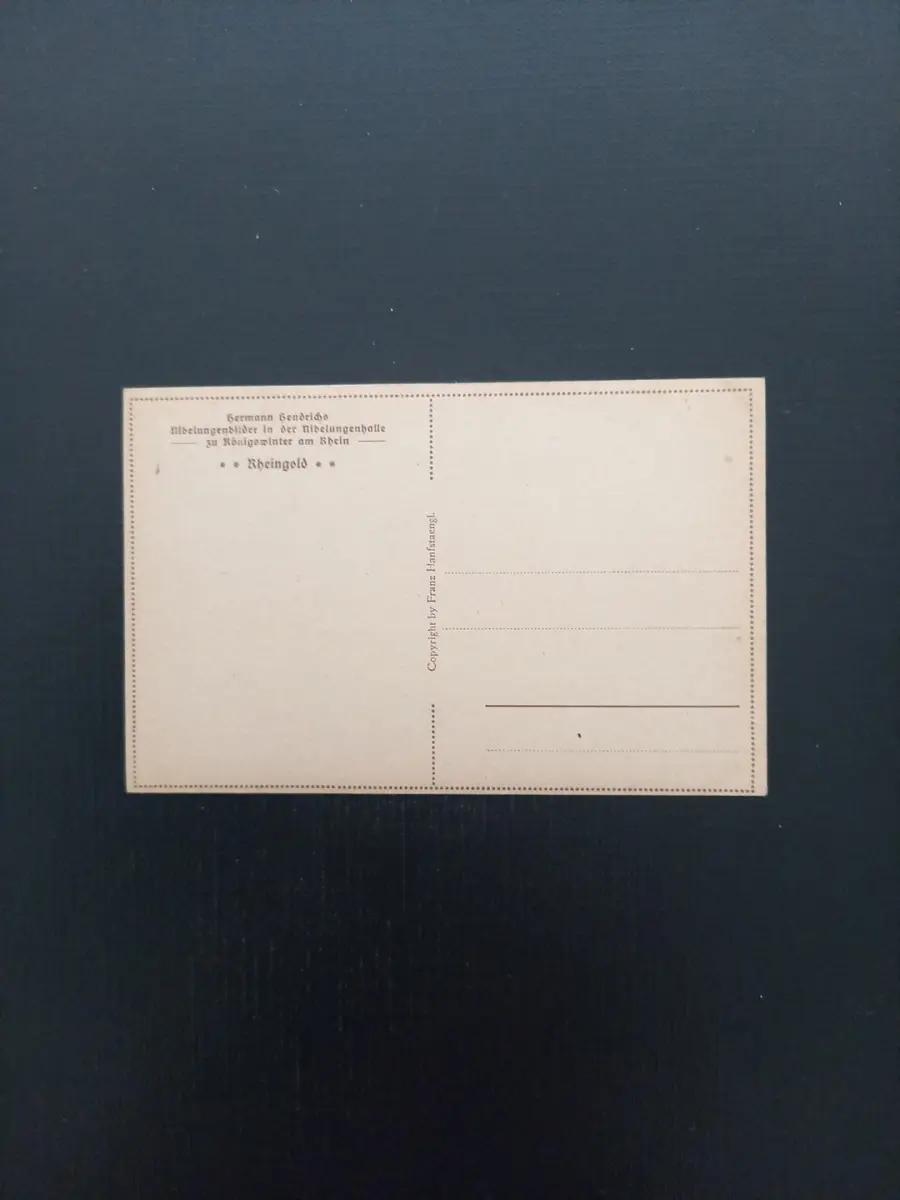 Hermann Hendrichs
Nibelungenbilder in der Nibelungenhalle
zu Königswinter am Rhein
Rheingold
Copyright by Franz Hanfstaengl.